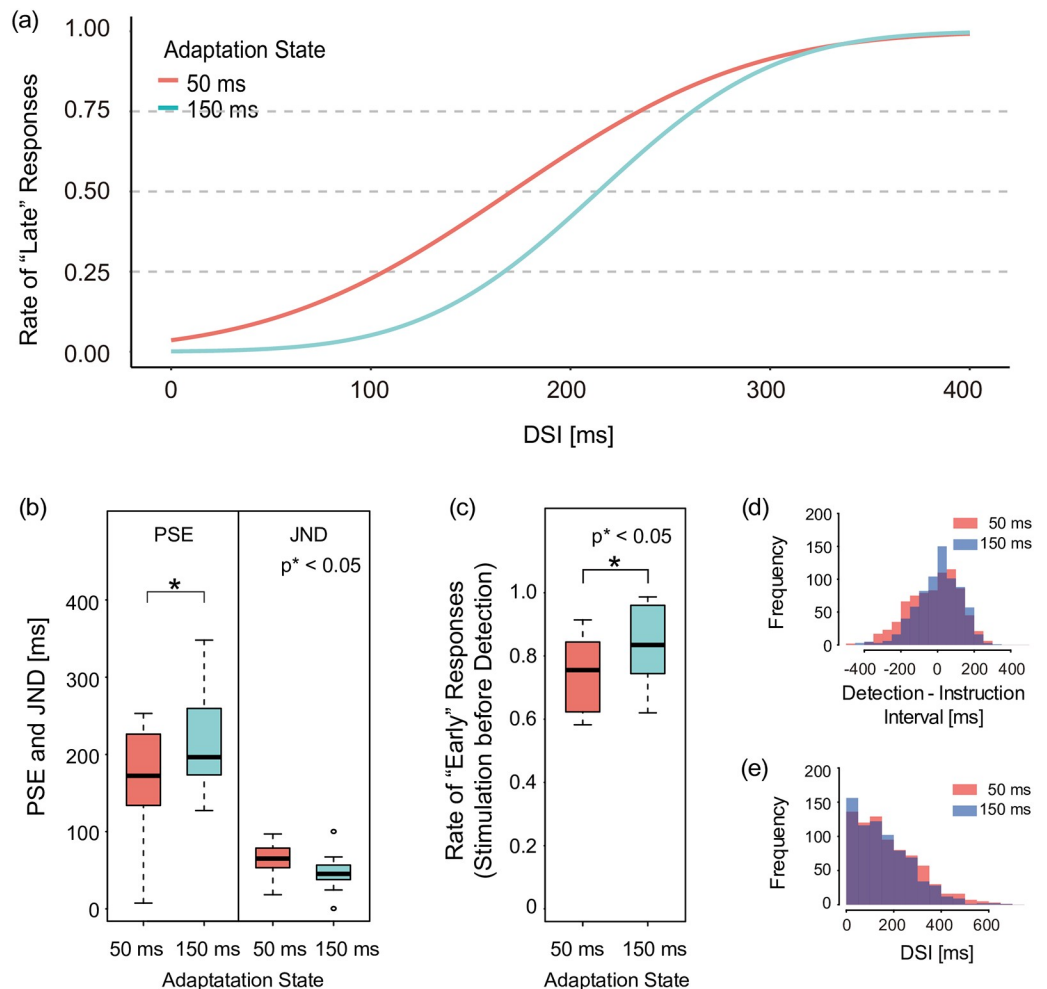 (a)
1.00
0.75
0.50
0.25
0.00
Rate of “Late” Responses
Adaptation State
50 ms
150 ms
0 100 200 300 400
DSI [ms]
(b)
PSE and JND [ms]
400
300
200
100
0
PSE
JND
p* < 0.05
*
50 ms 150 ms 50 ms 150 ms
Adaptatation State
(c)
Rate of “Early” Responses
(Stimulation before Detection)
1.0
0.8
0.6
0.4
0.2
0
p* < 0.05
*
50 ms 150 ms
Adaptation State
(d)
Frequency
200
150
100
50
0
50 ms
150 ms
-400 -200 0 200 400
Detection - Instruction
Interval [ms]
(e)
Frequency
200
150
100
50
0
50 ms
150 ms
0 200 400 600
DSI [ms]